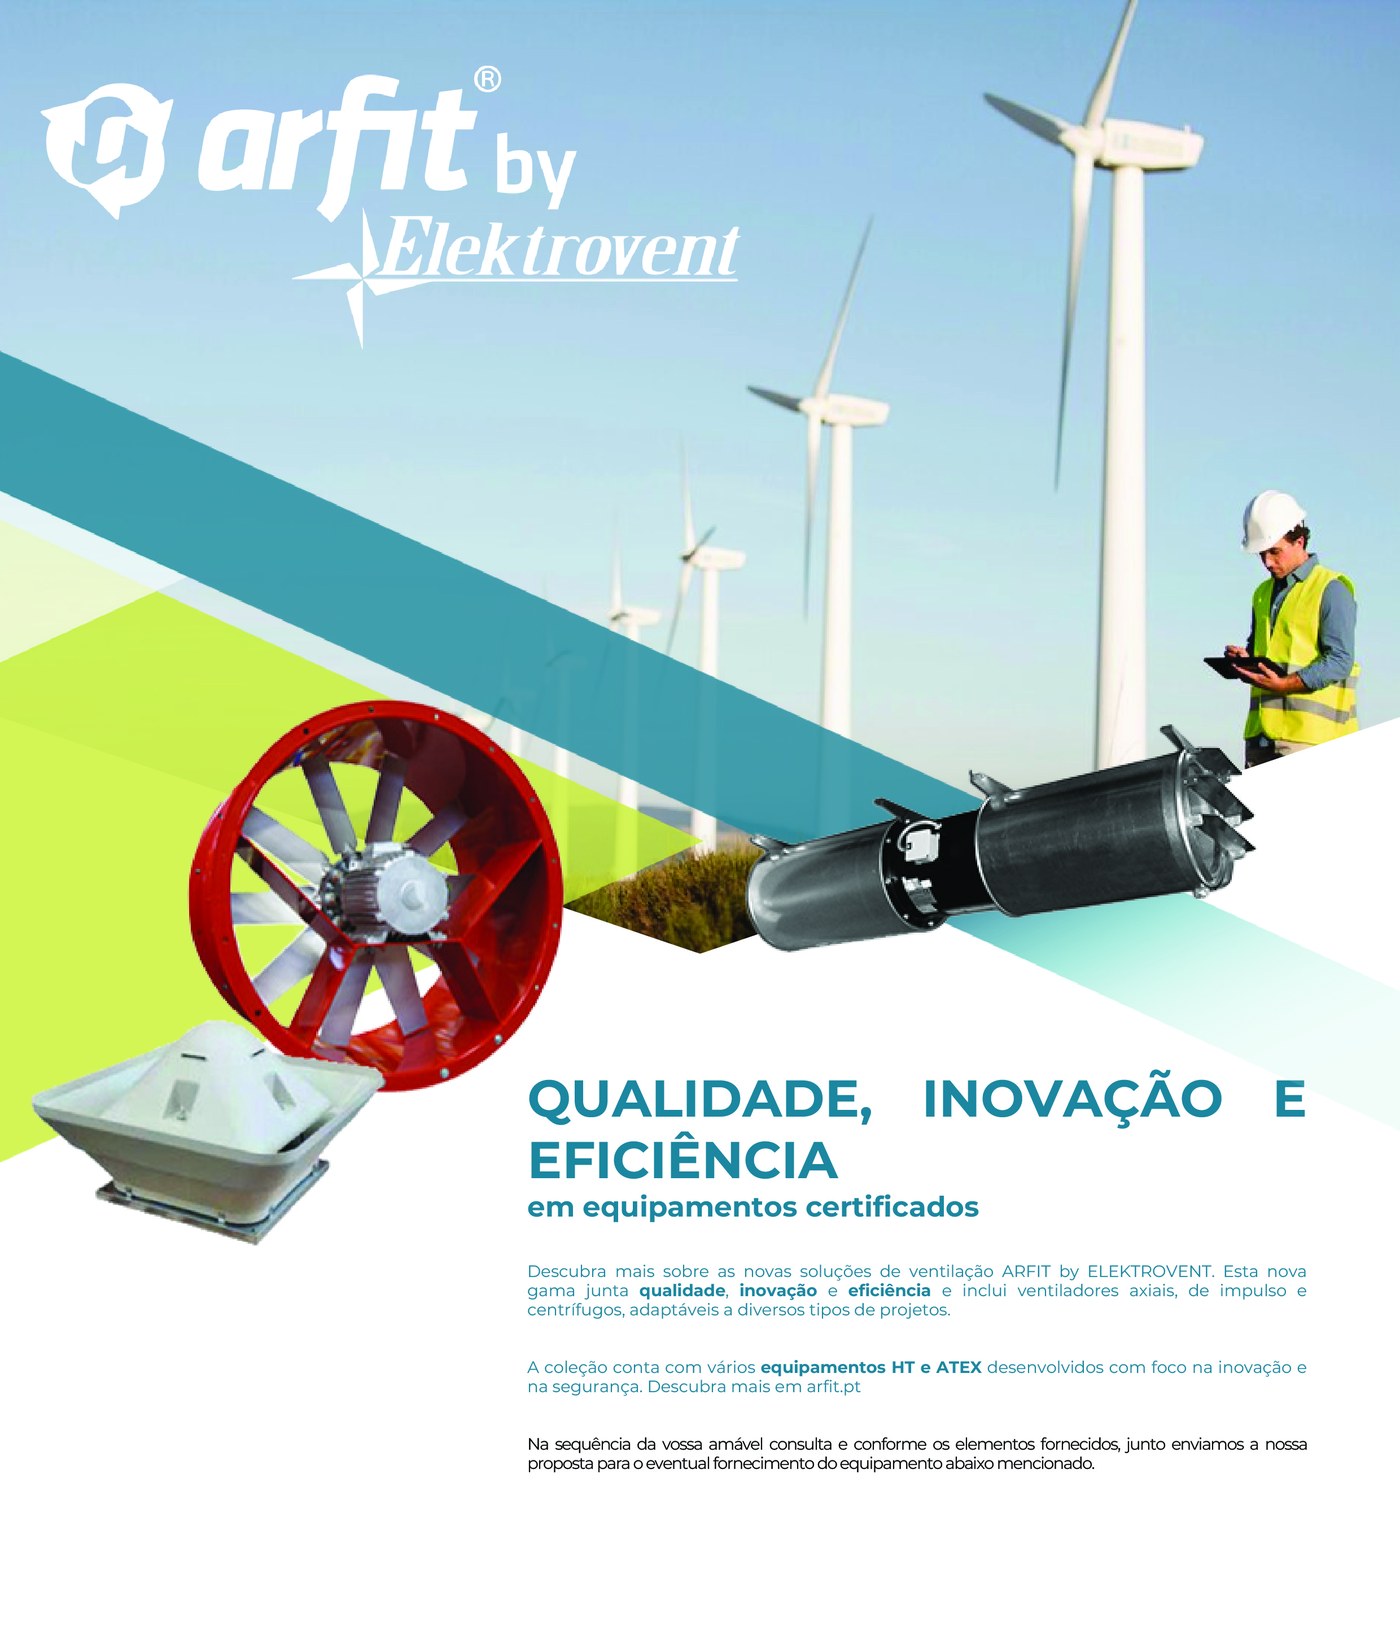 arfit® by
Elektrovent
QUALIDADE, INOVAÇÃO E
EFICIÊNCIA
em equipamentos certificados
Descubra mais sobre as novas soluções de ventilação ARFIT by ELEKTROVENT. Esta nova
gama junta qualidade, inovação e eficiência e inclui ventiladores axiais, de impulso e
centrífugos, adaptáveis a diversos tipos de projetos.
A coleção conta com vários equipamentos HT e ATEX desenvolvidos com foco na inovação e
na segurança. Descubra mais em arfit.pt
Na sequência da vossa amável consulta e conforme os elementos fornecidos, junto enviamos a nossa
proposta para o eventual fornecimento do equipamento abaixo mencionado.